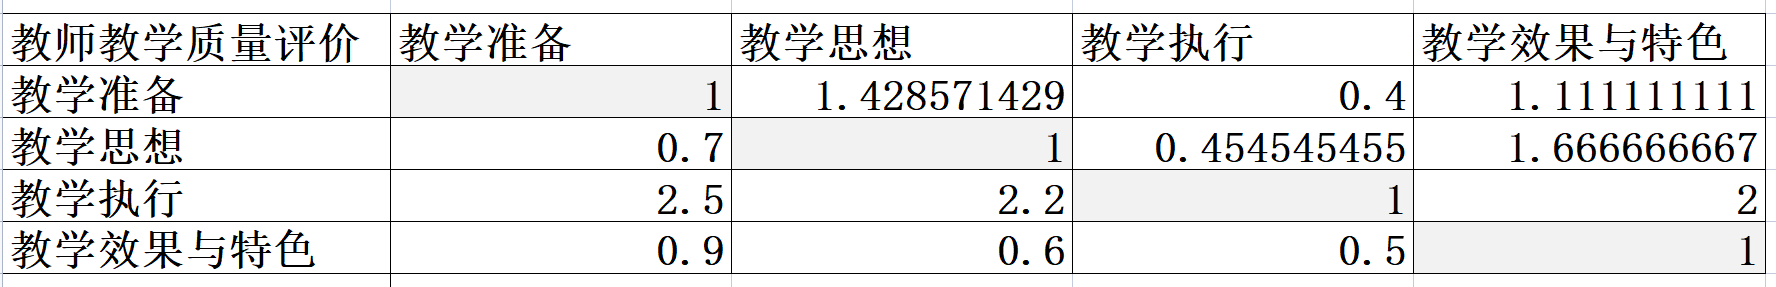 教师教学质量评价 教学准备 教学思想 教学执行 教学效果与特色
教学准备 1 1.428571429 0.4 1.111111111
教学思想 0.7 1 0.454545455 1.666666667
教学执行 2.5 2.2 1 2
教学效果与特色 0.9 0.6 0.5 1